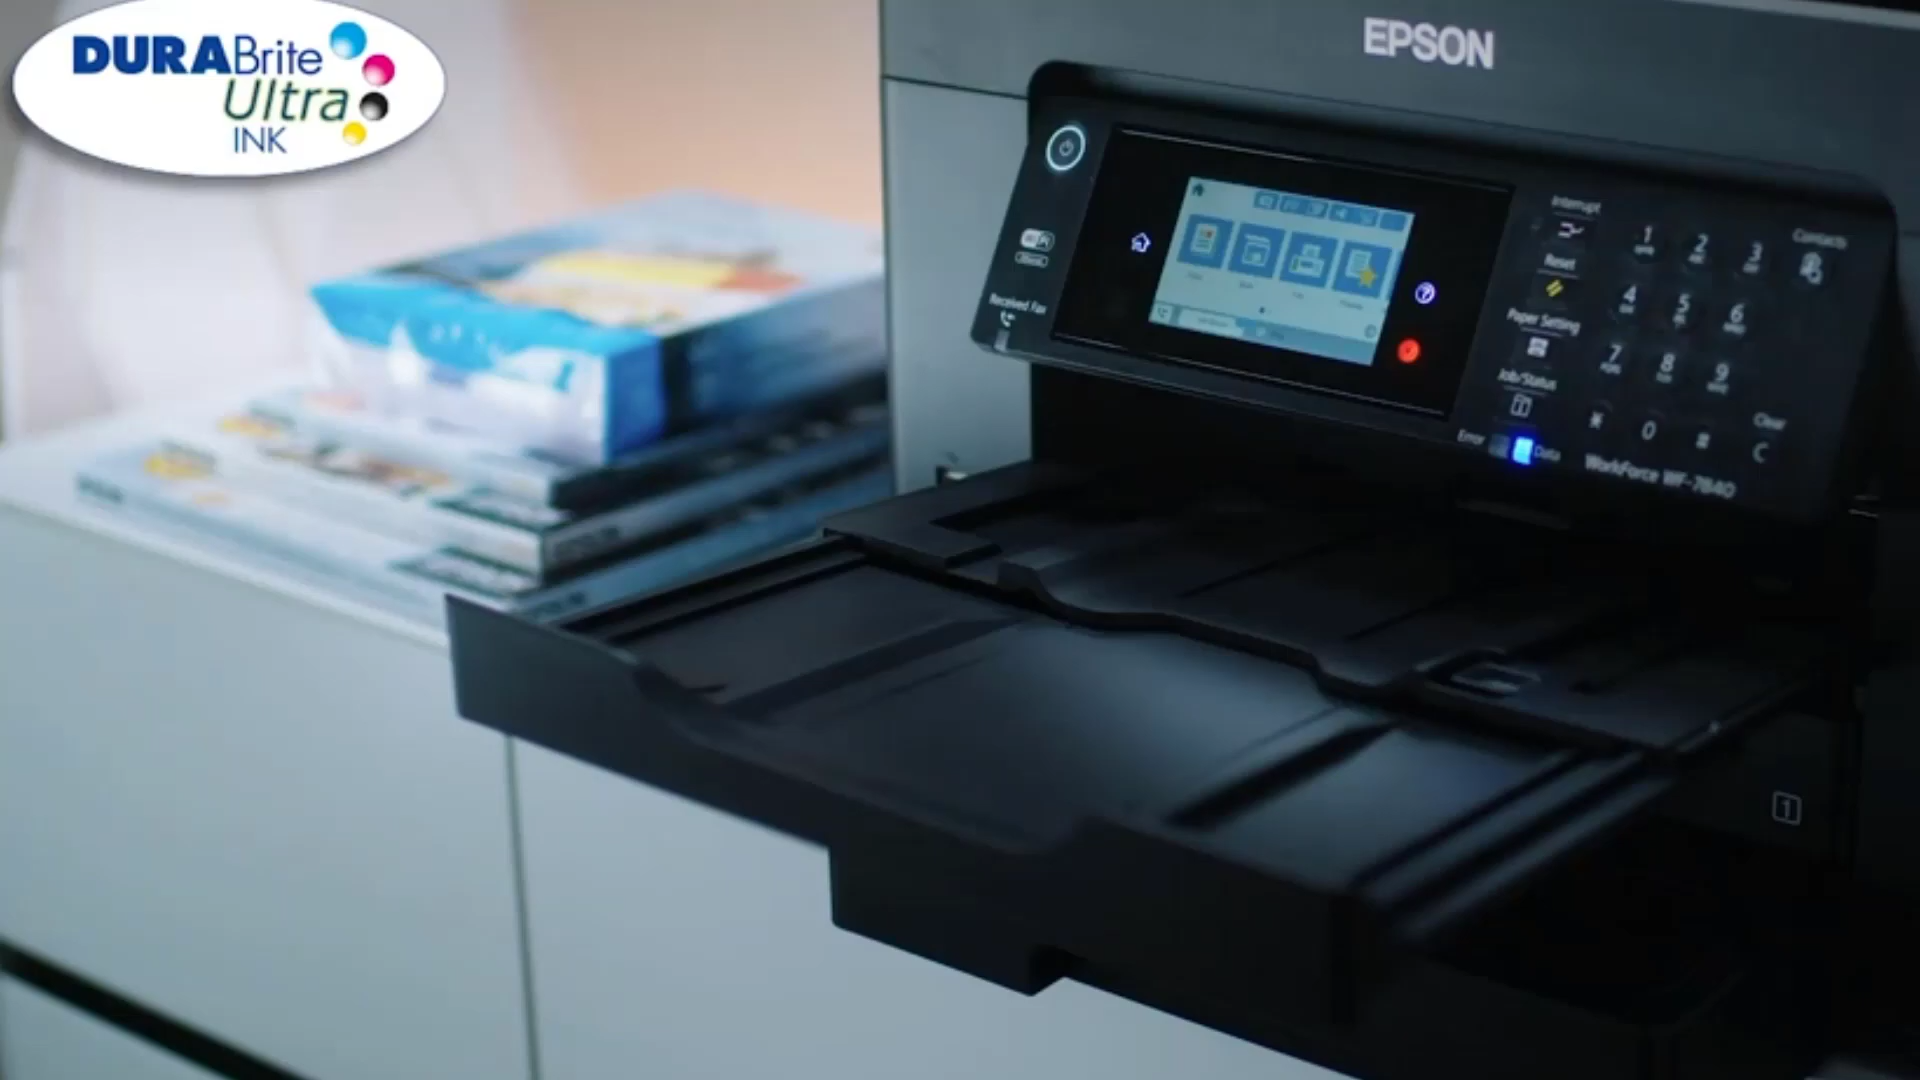 DURABrite
Ultra
INK
EPSON
Interrupt
Reset
Paper Setting
Job/Status
Error
Data
Received Fax
Contacts
1
2
3
4
5
6
7
8
9
*
0
Clear
C
WorkForce WF-7840
1